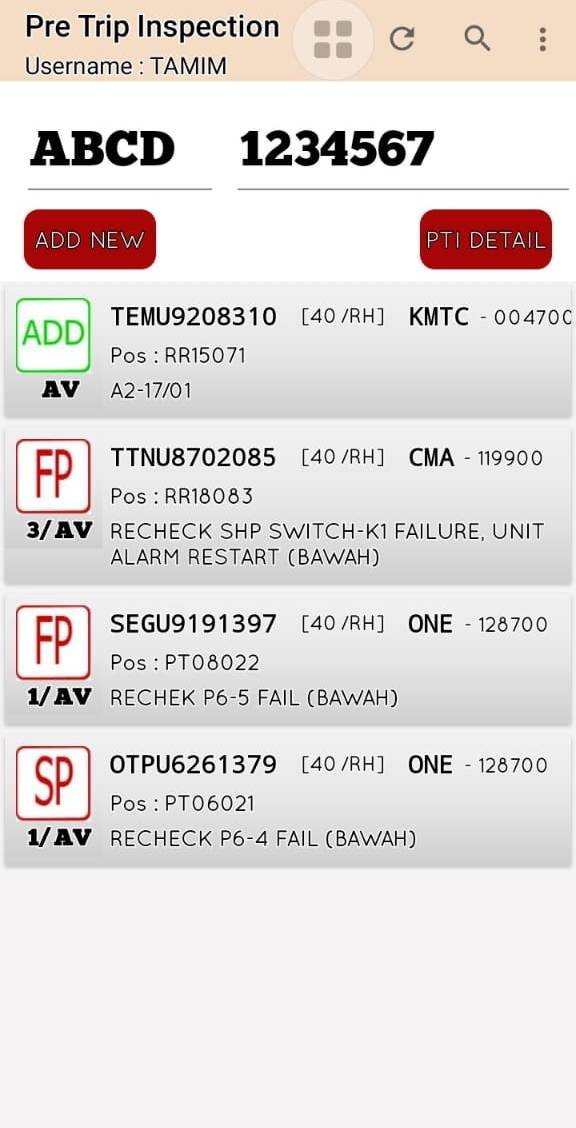 Pre Trip Inspection
Username : TAMIM
ABCD 1234567
ADD NEW PTI DETAIL
ADD TEMU9208310 [40 /RH] KMTC - 004700
Pos : RR15071
AV A2-17/01
FP TTNU8702085 [40 /RH] CMA - 119900
Pos : RR18083
3/AV RECHECK SHP SWITCH-K1 FAILURE, UNIT
ALARM RESTART (BAWAH)
FP SEGU9191397 [40 /RH] ONE - 128700
Pos : PT08022
1/AV RECHEK P6-5 FAIL (BAWAH)
SP OTPU6261379 [40 /RH] ONE - 128700
Pos : PT06021
1/AV RECHECK P6-4 FAIL (BAWAH)